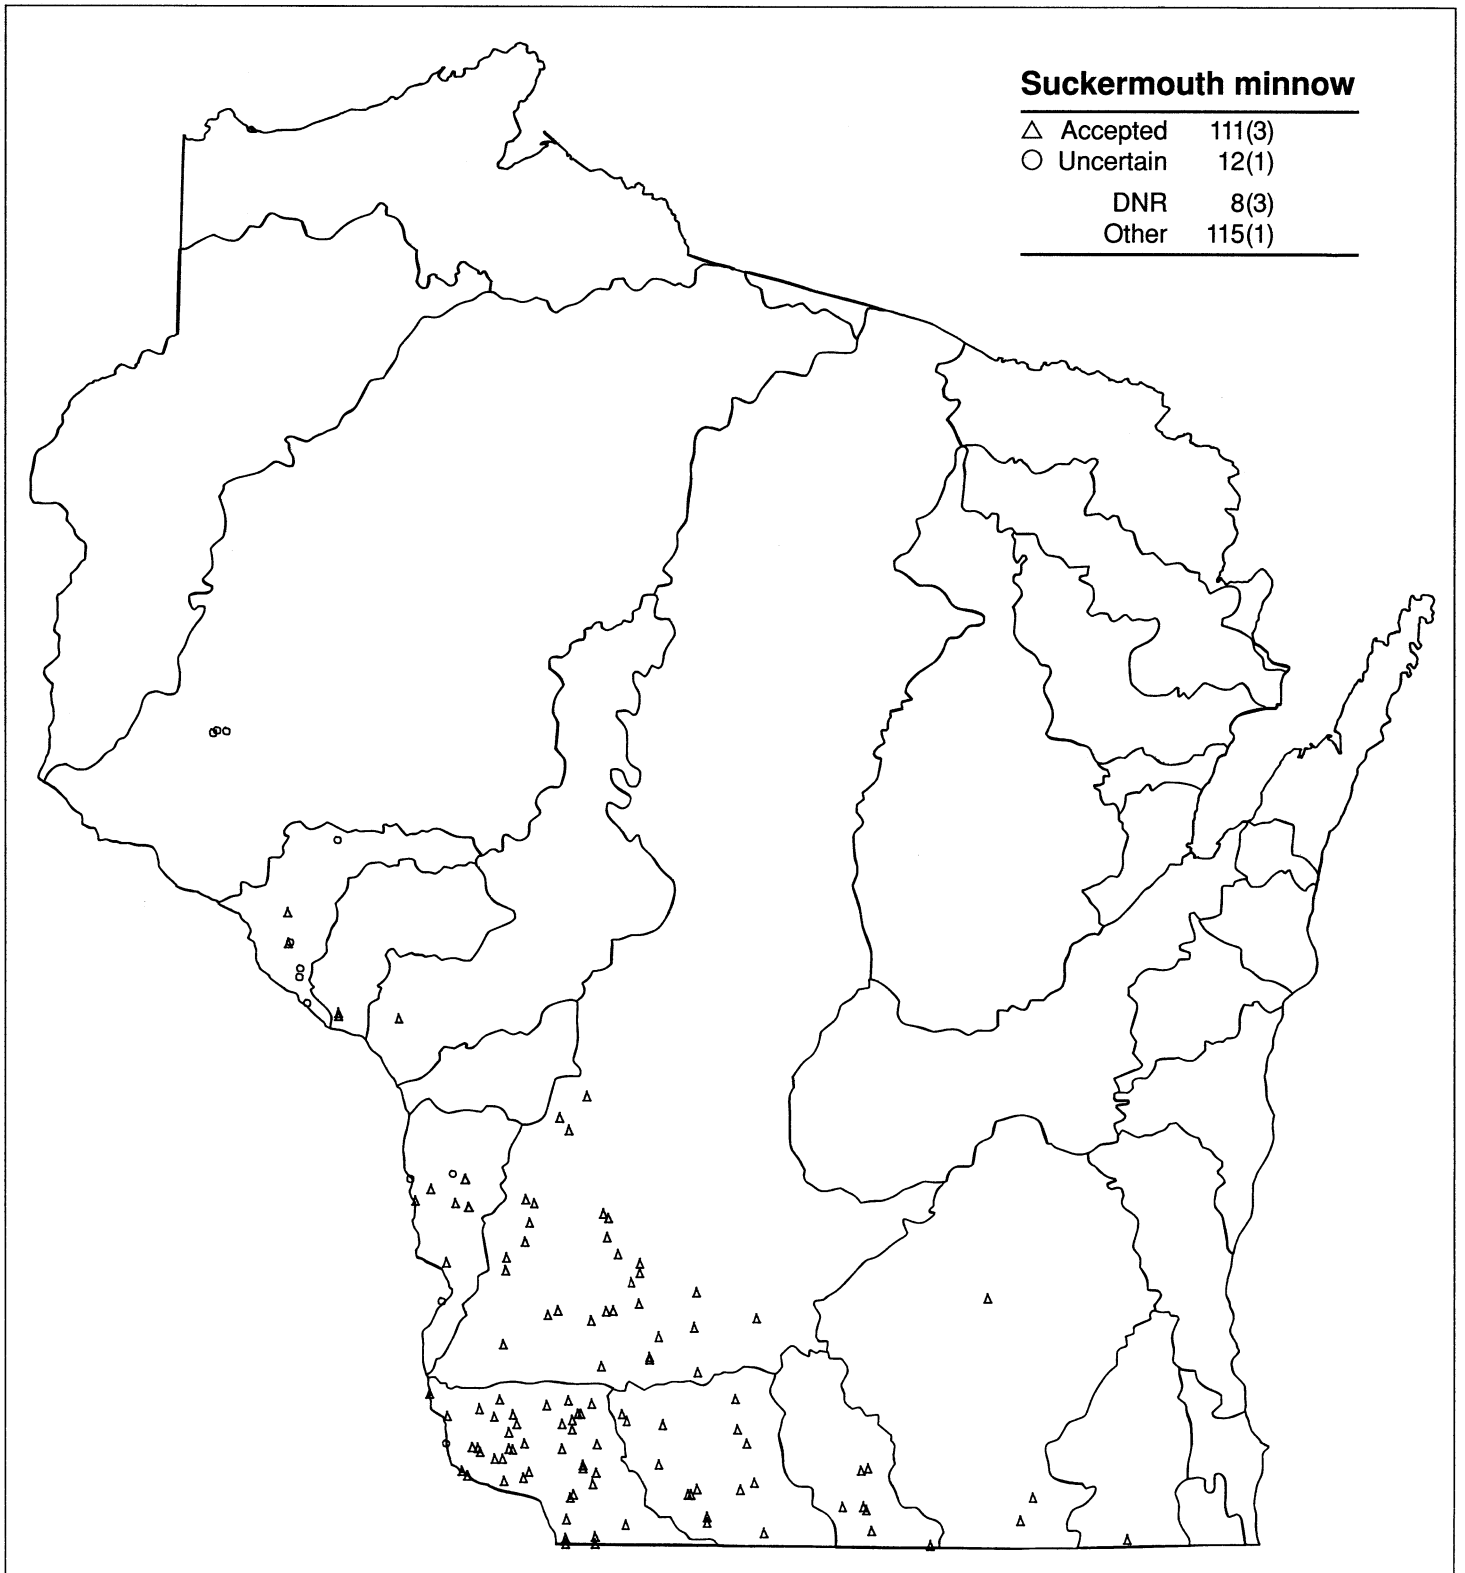 Suckermouth minnow
△ Accepted 111(3)
○ Uncertain 12(1)
DNR 8(3)
Other 115(1)